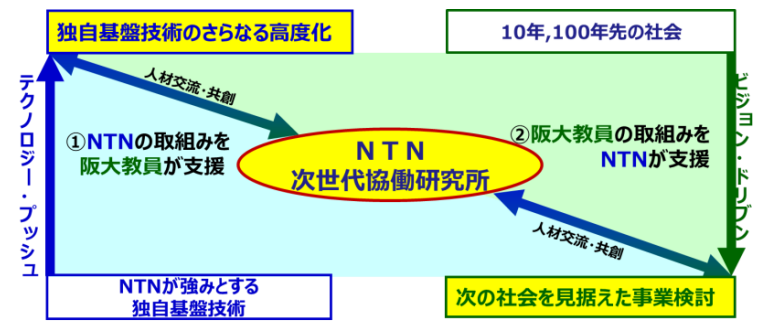 独自基盤技術のさらなる高度化
10年,100年先の社会
テクノロジー・プッシュ
人材交流・共創
①NTNの取組みを
阪大教員が支援
NTN
次世代協働研究所
②阪大教員の取組みを
NTNが支援
ビジョン・ドリブン
人材交流・共創
NTNが強みとする
独自基盤技術
次の社会を見据えた事業検討